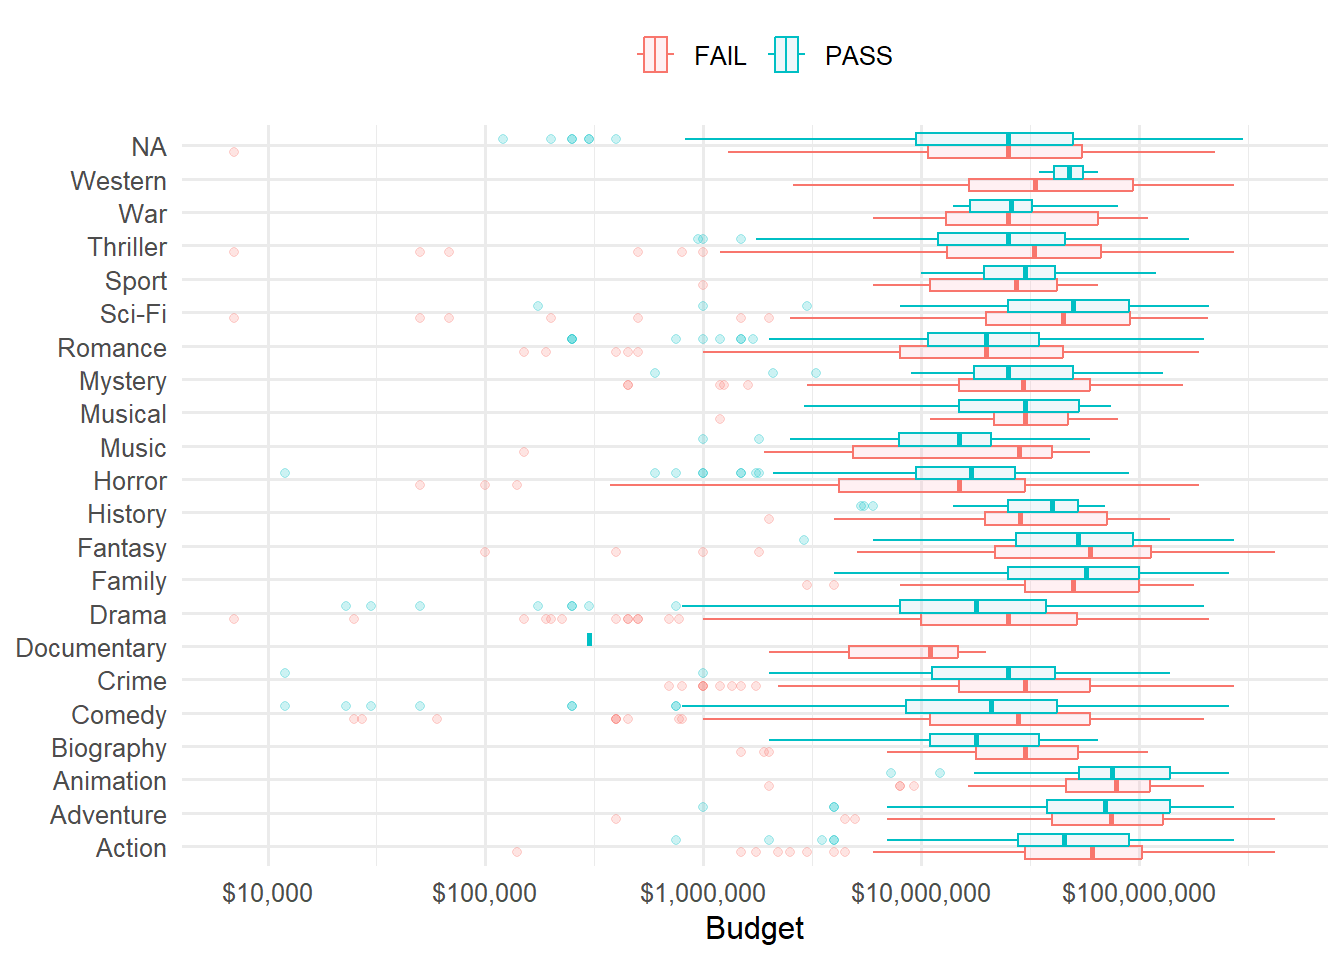 FAIL PASS
NA
Western
War
Thriller
Sport
Sci-Fi
Romance
Mystery
Musical
Music
Horror
History
Fantasy
Family
Drama
Documentary
Crime
Comedy
Biography
Animation
Adventure
Action
$10,000 $100,000 $1,000,000 $10,000,000 $100,000,000
Budget